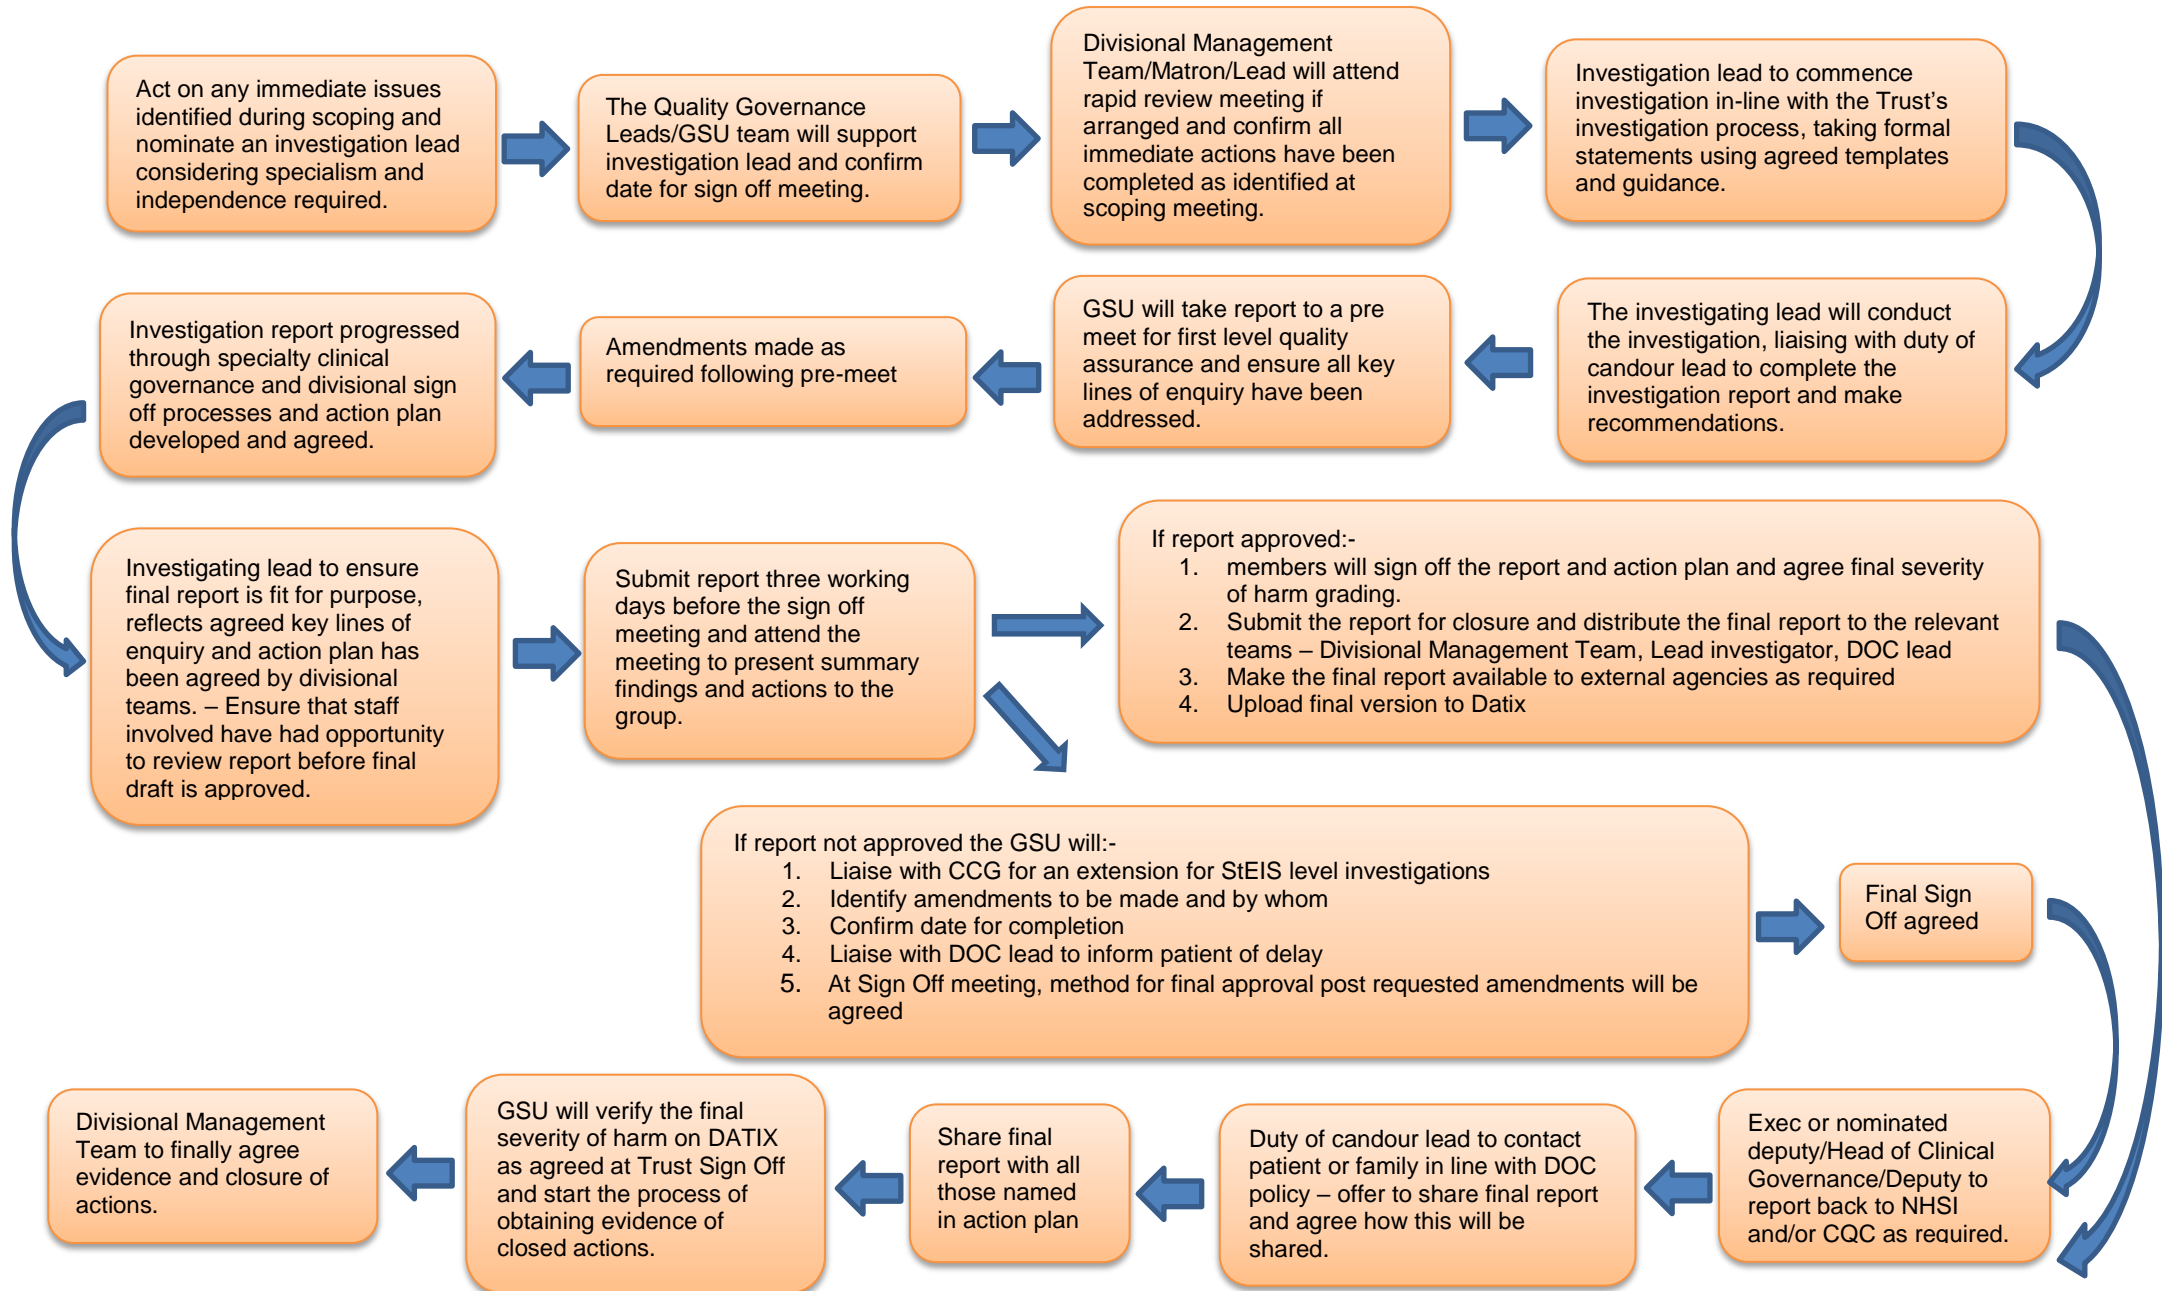 Act on any immediate issues
identified during scoping and
nominate an investigation lead
considering specialism and
independence required.
The Quality Governance
Leads/GSU team will support
investigation lead and confirm
date for sign off meeting.
Divisional Management
Team/Matron/Lead will attend
rapid review meeting if
arranged and confirm all
immediate actions have been
completed as identified at
scoping meeting.
Investigation lead to commence
investigation in-line with the Trust's
investigation process, taking formal
statements using agreed templates
and guidance.
The investigating lead will conduct
the investigation, liaising with duty of
candour lead to complete the
investigation report and make
recommendations.
GSU will take report to a pre
meet for first level quality
assurance and ensure all key
lines of enquiry have been
addressed.
Amendments made as
required following pre-meet
Investigation report progressed
through specialty clinical
governance and divisional sign
off processes and action plan
developed and agreed.
Investigating lead to ensure
final report is fit for purpose,
reflects agreed key lines of
enquiry and action plan has
been agreed by divisional
teams. – Ensure that staff
involved have had opportunity
to review report before final
draft is approved.
Submit report three working
days before the sign off
meeting and attend the
meeting to present summary
findings and actions to the
group.
If report approved:-
1. members will sign off the report and action plan and agree final severity
of harm grading.
2. Submit the report for closure and distribute the final report to the relevant
teams – Divisional Management Team, Lead investigator, DOC lead
3. Make the final report available to external agencies as required
4. Upload final version to Datix
If report not approved the GSU will:-
1. Liaise with CCG for an extension for StEIS level investigations
2. Identify amendments to be made and by whom
3. Confirm date for completion
4. Liaise with DOC lead to inform patient of delay
5. At Sign Off meeting, method for final approval post requested amendments will be
agreed
Final Sign
Off agreed
Exec or nominated
deputy/Head of Clinical
Governance/Deputy to
report back to NHSI
and/or CQC as required.
Duty of candour lead to contact
patient or family in line with DOC
policy – offer to share final report
and agree how this will be
shared.
Share final
report with all
those named
in action plan
GSU will verify the final
severity of harm on DATIX
as agreed at Trust Sign Off
and start the process of
obtaining evidence of
closed actions.
Divisional Management
Team to finally agree
evidence and closure of
actions.